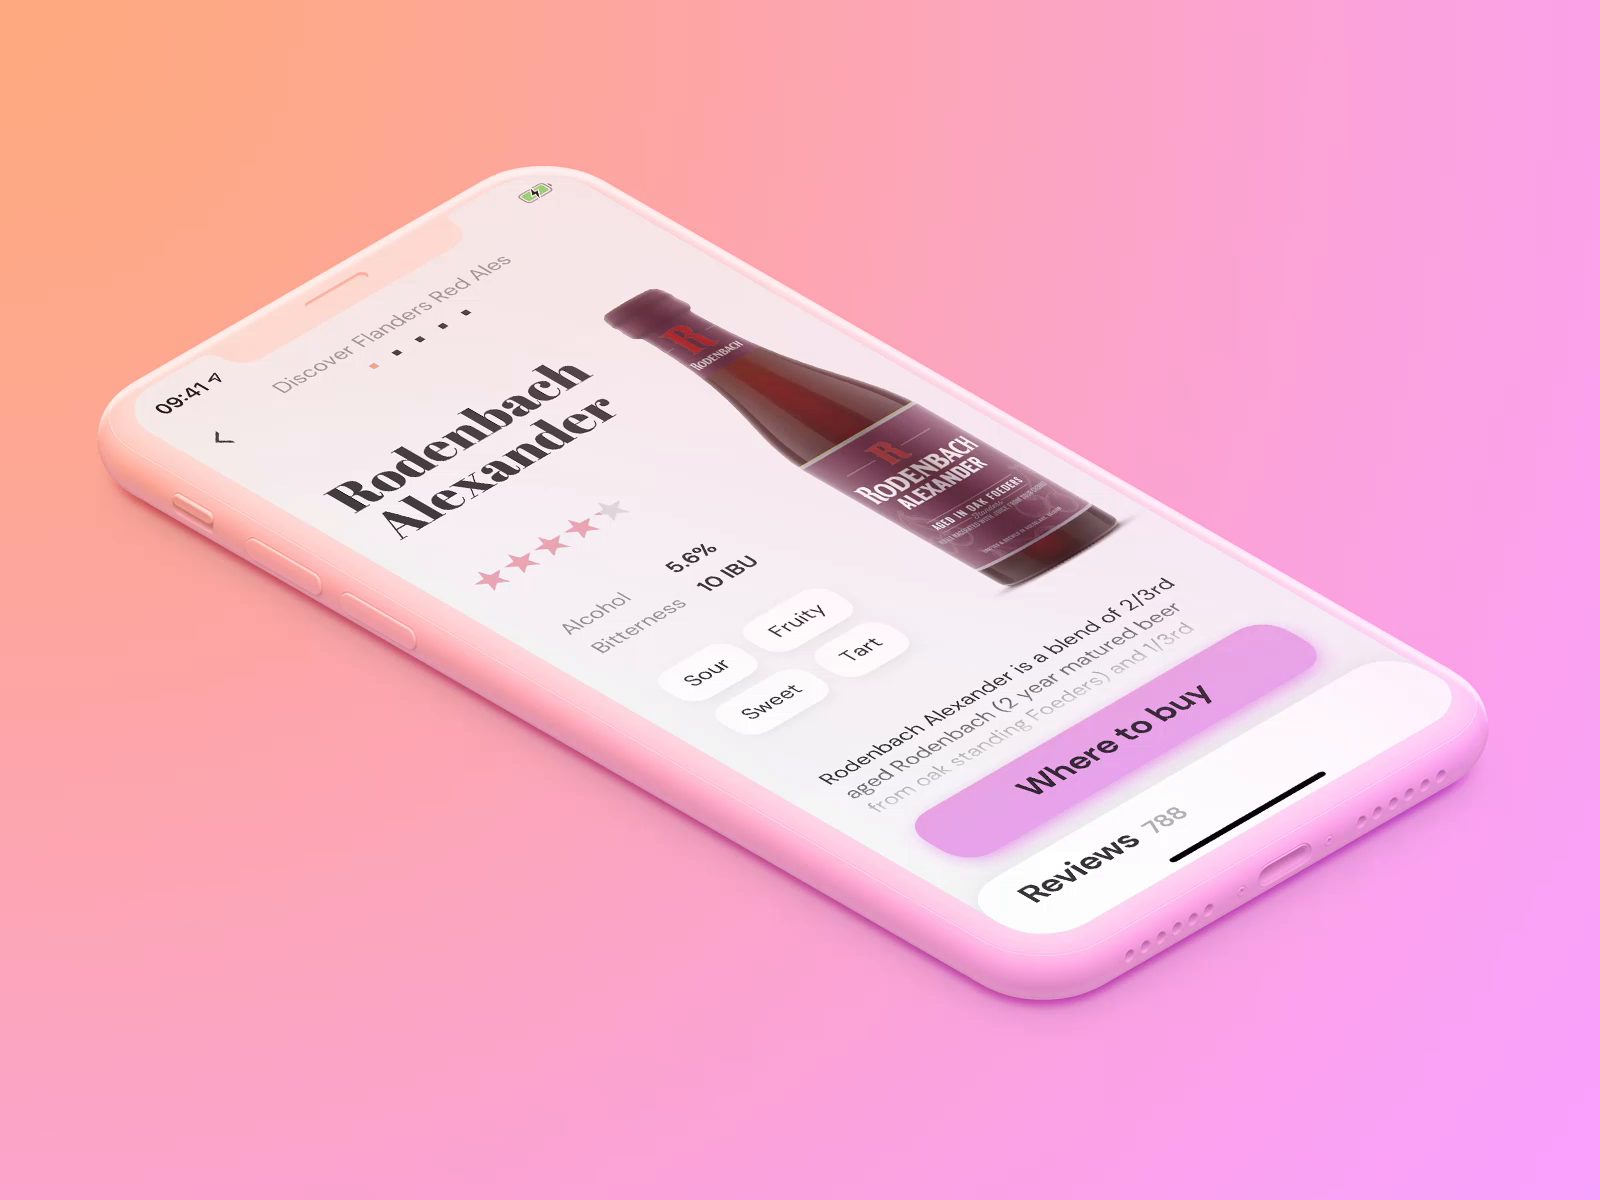 09:41
Discover Flanders Red Ales
Rodenbach
Alexander
Alcohol 5.6%
Bitterness 10 IBU
Sour Fruity
Sweet Tart
R
RODENBACH
R
RODENBACH
ALEXANDER
AGED IN OAK FOEDERS
Rodenbach Alexander is a blend of 2/3rd
aged Rodenbach (2 year matured beer
from oak standing Foeders) and 1/3rd
Where to buy
Reviews 788